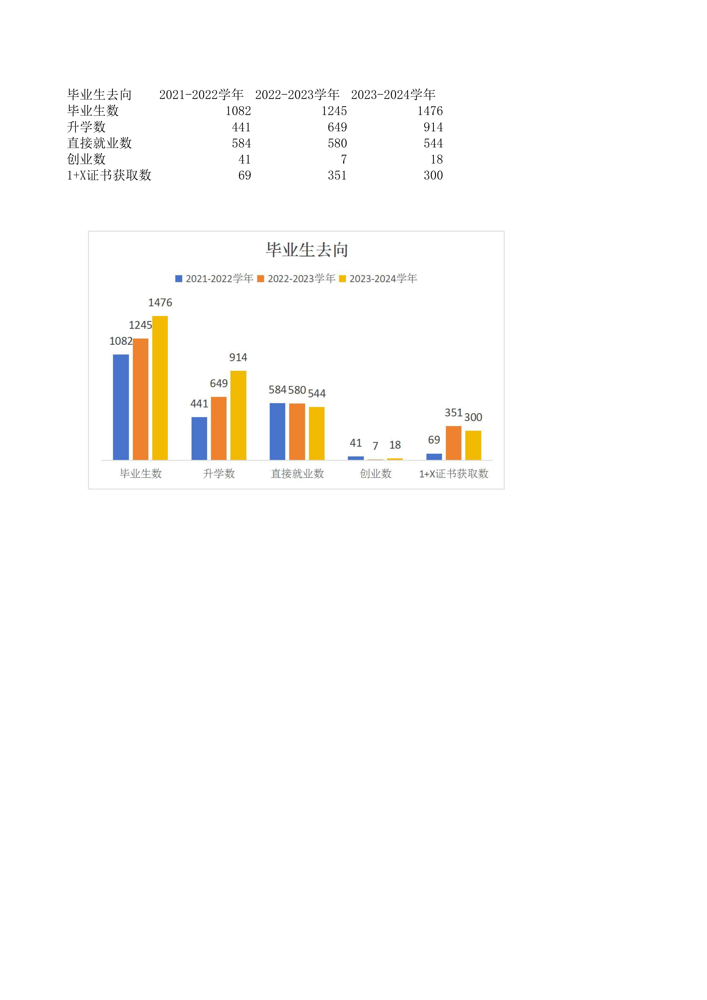 毕业生去向 2021-2022学年 2022-2023学年 2023-2024学年
毕业生数 1082 1245 1476
升学数 441 649 914
直接就业数 584 580 544
创业数 41 7 18
1+X证书获取数 69 351 300
毕业生去向
2021-2022学年 2022-2023学年 2023-2024学年
1082 1245 1476
441 649 914
584 580 544
41 7 18
69 351 300
毕业生数 升学数 直接就业数 创业数 1+X证书获取数